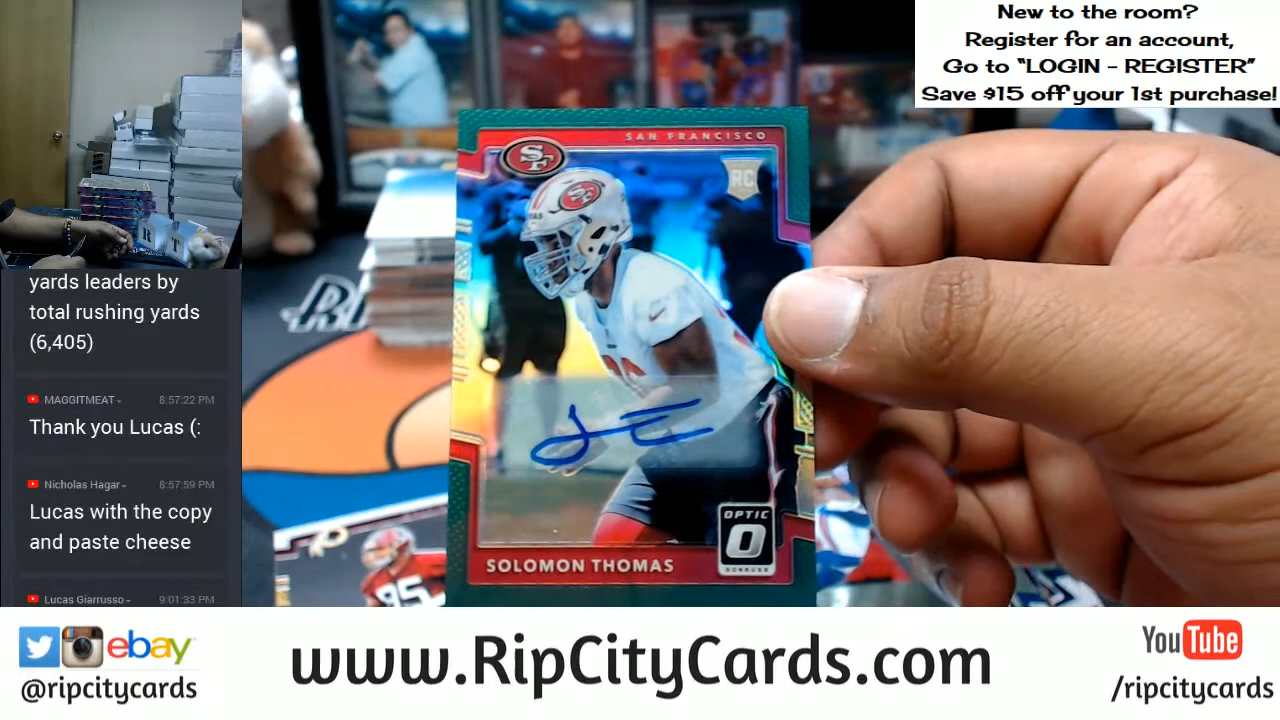 New to the room?
Register for an account,
Go to "LOGIN - REGISTER"
Save $15 off your 1st purchase!
SAN FRANCISCO
SF
RC
SF
R T
yards leaders by
total rushing yards
(6,405)
MAGGITMEAT 8:57:22 PM
Thank you Lucas (:
Nicholas Hagar 8:57:59 PM
Lucas with the copy
and paste cheese
Lucas Giarrusso 9:01:33 PM
95
OPTIC
DONRUSS
SOLOMON THOMAS
ebay
@ripcitycards
www.RipCityCards.com
YouTube
/ripcitycards